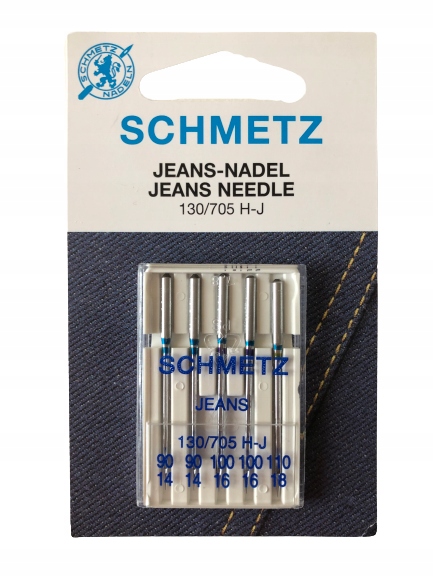 SCHMETZ
NADELN
SCHMETZ
JEANS-NADEL
JEANS NEEDLE
130/705 H-J
SCHMETZ
JEANS
130/705 H-J
90 90 100 100 110
14 14 16 16 18